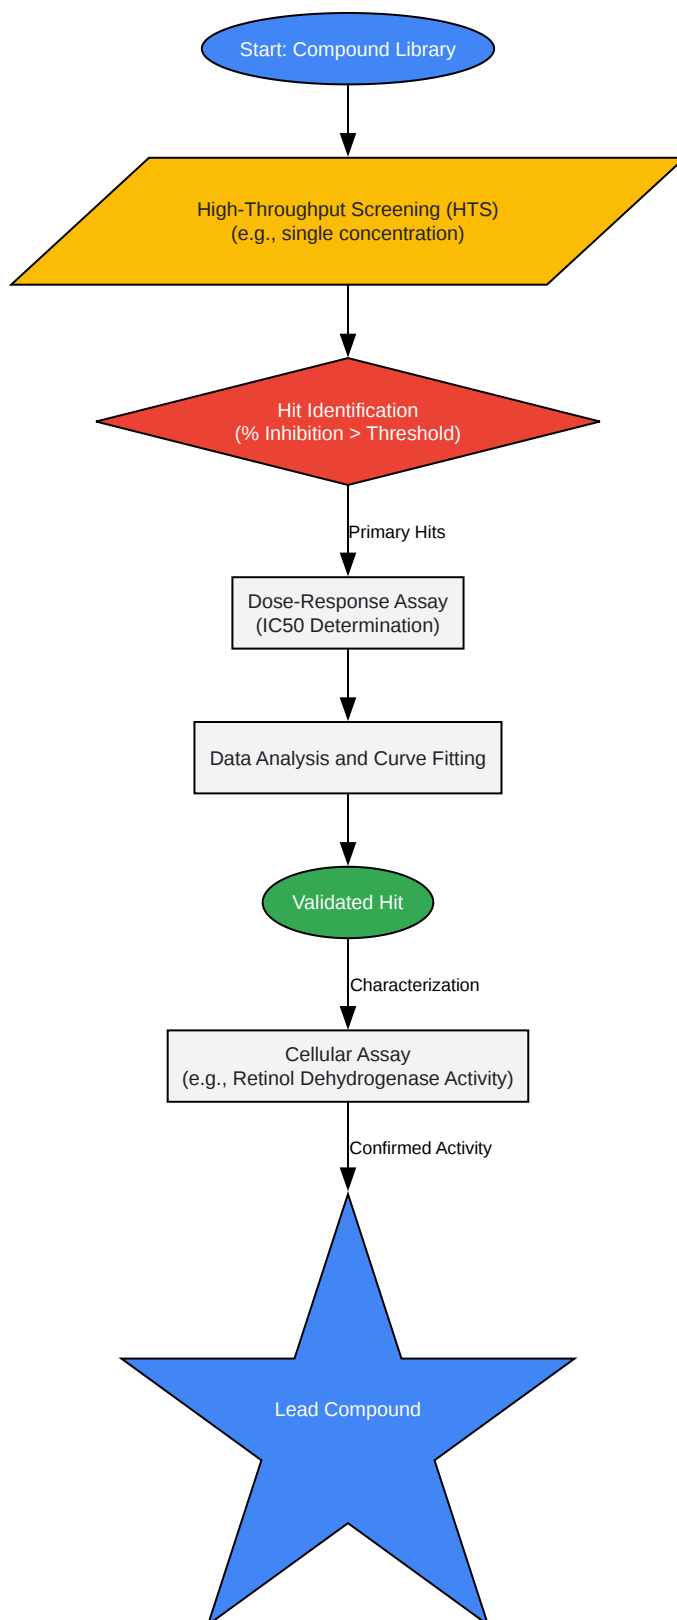 Start: Compound Library
High-Throughput Screening (HTS)
(e.g., single concentration)
Hit Identification
(% Inhibition > Threshold)
Primary Hits
Dose-Response Assay
(IC50 Determination)
Data Analysis and Curve Fitting
Validated Hit
Characterization
Cellular Assay
(e.g., Retinol Dehydrogenase Activity)
Confirmed Activity
Lead Compound